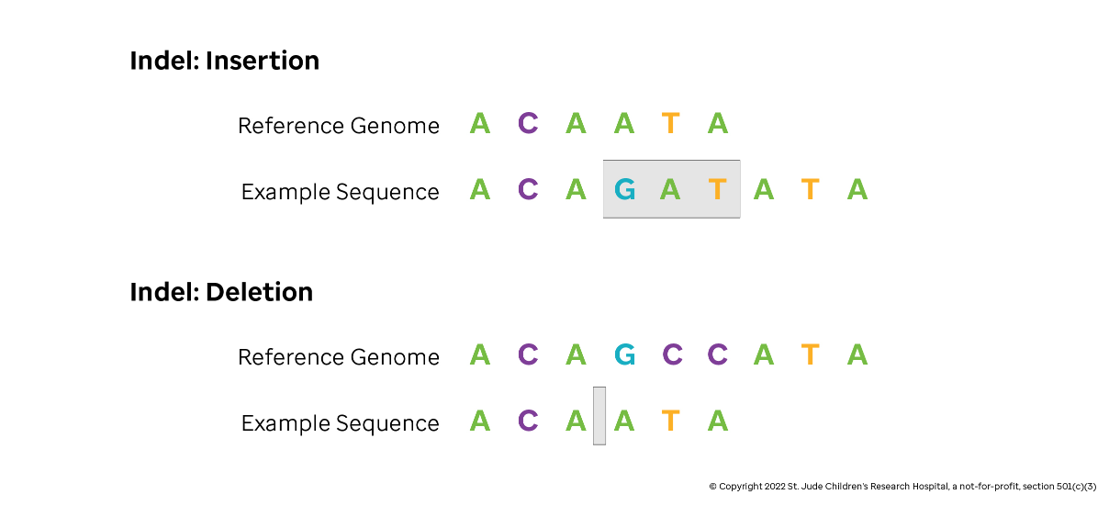 Indel: Insertion
Reference Genome A C A A T A
Example Sequence A C A G A T A T A
Indel: Deletion
Reference Genome A C A G C C A T A
Example Sequence A C A A T A
© Copyright 2022 St. Jude Children's Research Hospital, a not-for-profit, section 501(c)(3)